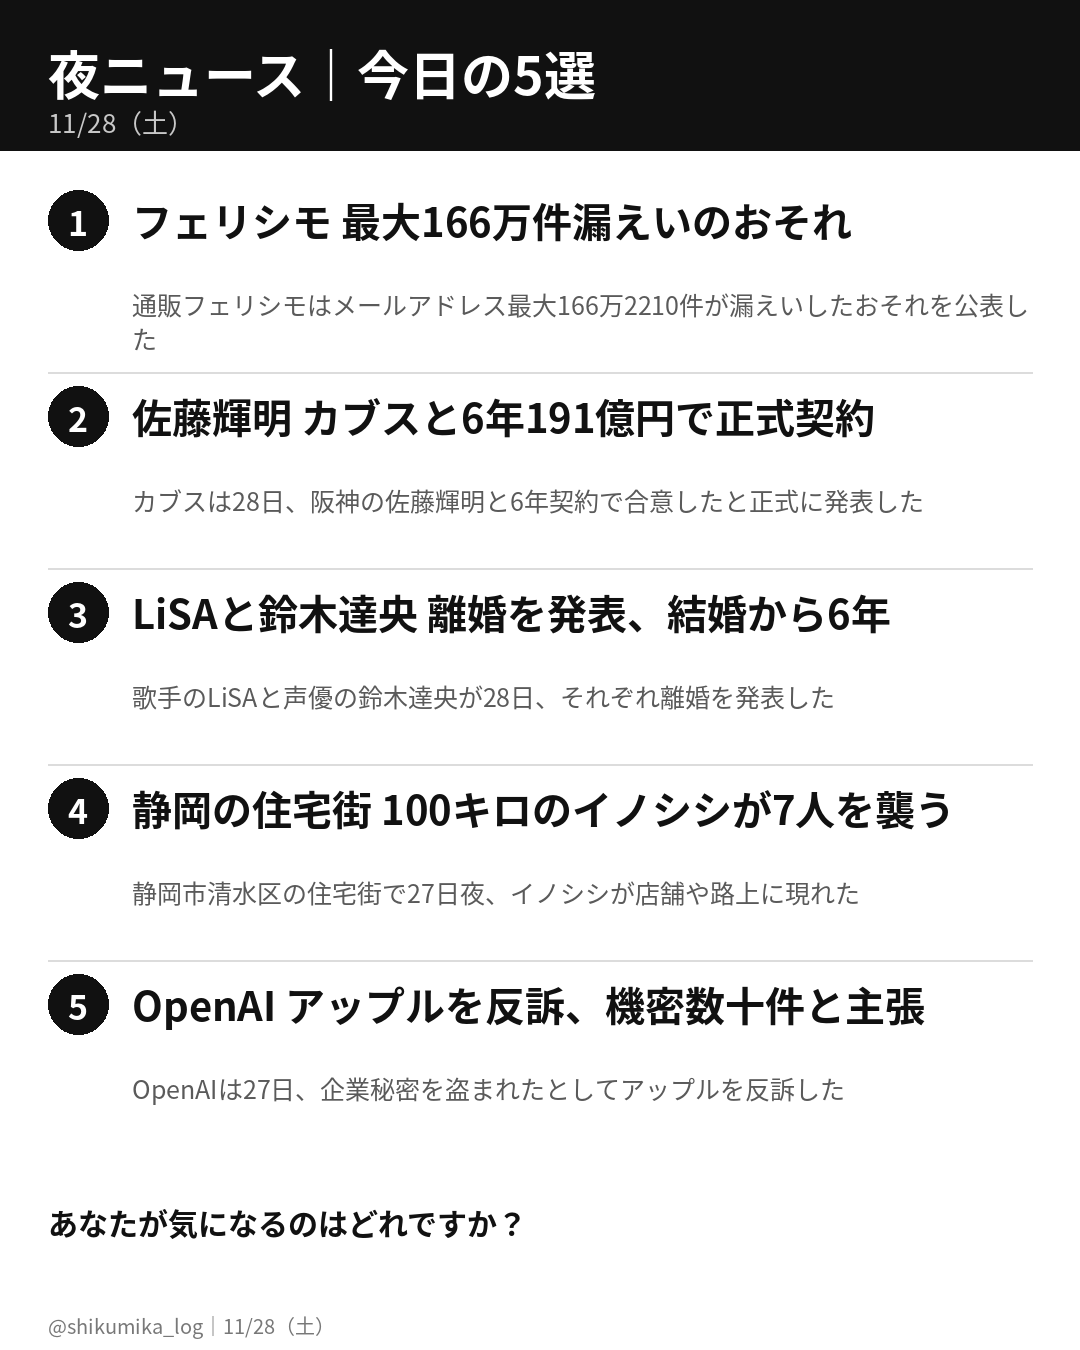 夜ニュース｜今日の5選
11/28（土）
1 フェリシモ 最大166万件漏えいのおそれ
通販フェリシモはメールアドレス最大166万2210件が漏えいしたおそれを公表し
た
2 佐藤輝明 カブスと6年191億円で正式契約
カブスは28日、阪神の佐藤輝明と6年契約で合意したと正式に発表した
3 LiSAと鈴木達央 離婚を発表、結婚から6年
歌手のLiSAと声優の鈴木達央が28日、それぞれ離婚を発表した
4 静岡の住宅街 100キロのイノシシが7人を襲う
静岡市清水区の住宅街で27日夜、イノシシが店舗や路上に現れた
5 OpenAI アップルを反訴、機密数十件と主張
OpenAIは27日、企業秘密を盗まれたとしてアップルを反訴した
あなたが気になるのはどれですか？
@shikumika_log｜11/28（土）